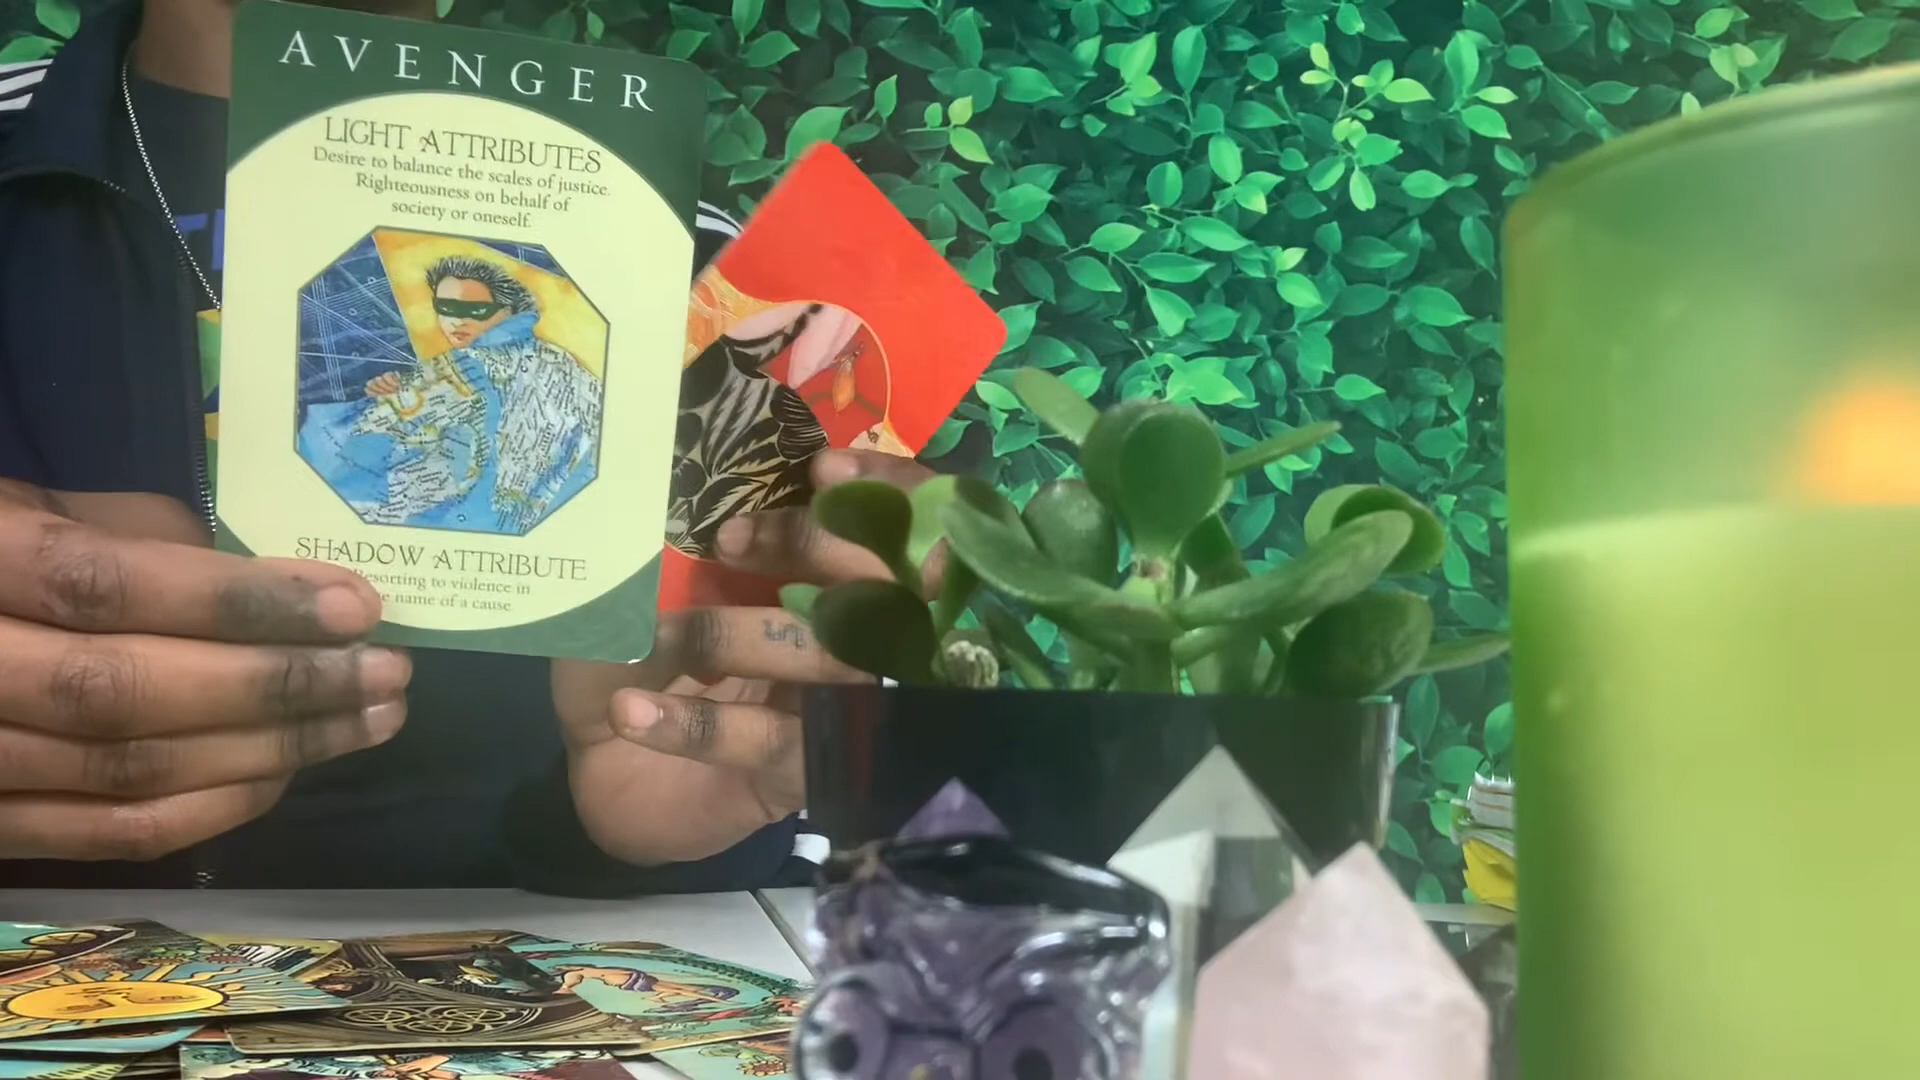 AVENGER
LIGHT ATTRIBUTES
Desire to balance the scales of justice.
Righteousness on behalf of
society or oneself.
SHADOW ATTRIBUTE
Resorting to violence in
name of a cause